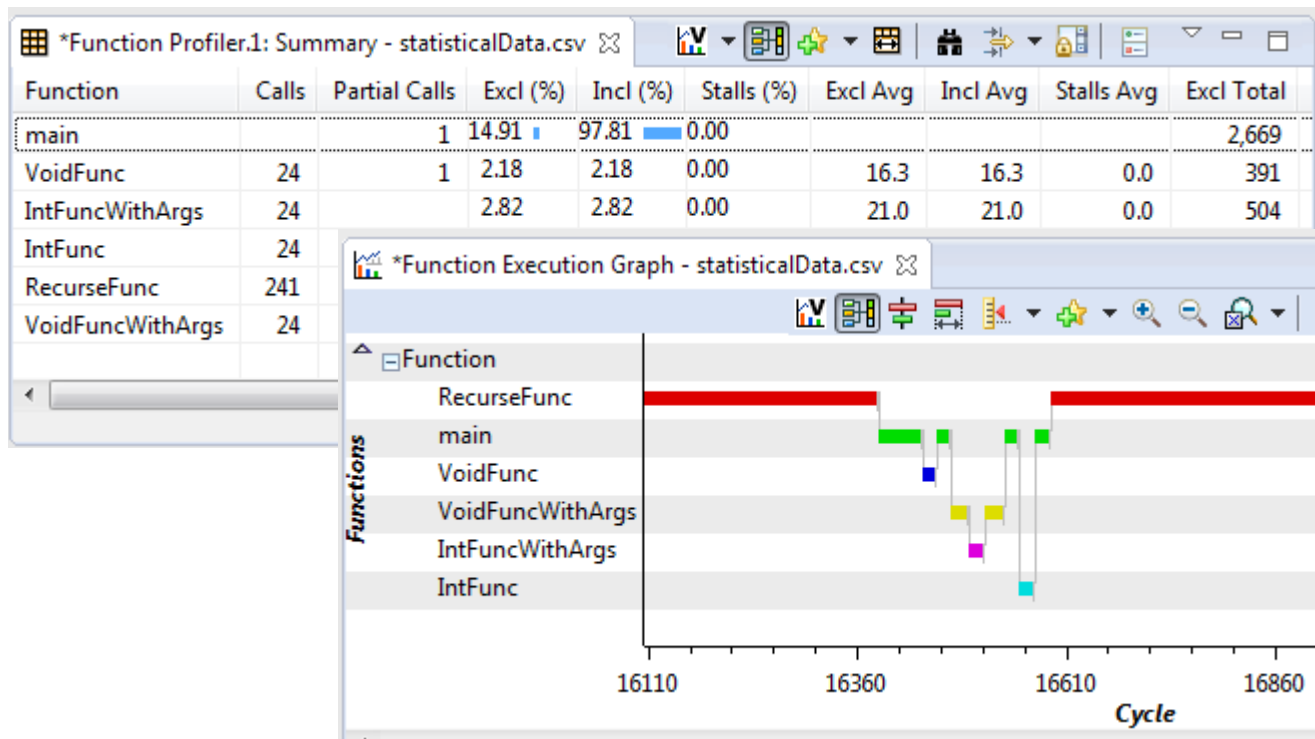 *Function Profiler.1: Summary - statisticalData.csv
Function Calls Partial Calls Excl (%) Incl (%) Stalls (%) Excl Avg Incl Avg Stalls Avg Excl Total
main 1 14.91 97.81 0.00 2,669
VoidFunc 24 1 2.18 2.18 0.00 16.3 16.3 0.0 391
IntFuncWithArgs 24 2.82 2.82 0.00 21.0 21.0 0.0 504
IntFunc 24
RecurseFunc 241
VoidFuncWithArgs 24
*Function Execution Graph - statisticalData.csv
Function
RecurseFunc
main
VoidFunc
VoidFuncWithArgs
IntFuncWithArgs
IntFunc
Functions
16110 16360 16610 16860
Cycle